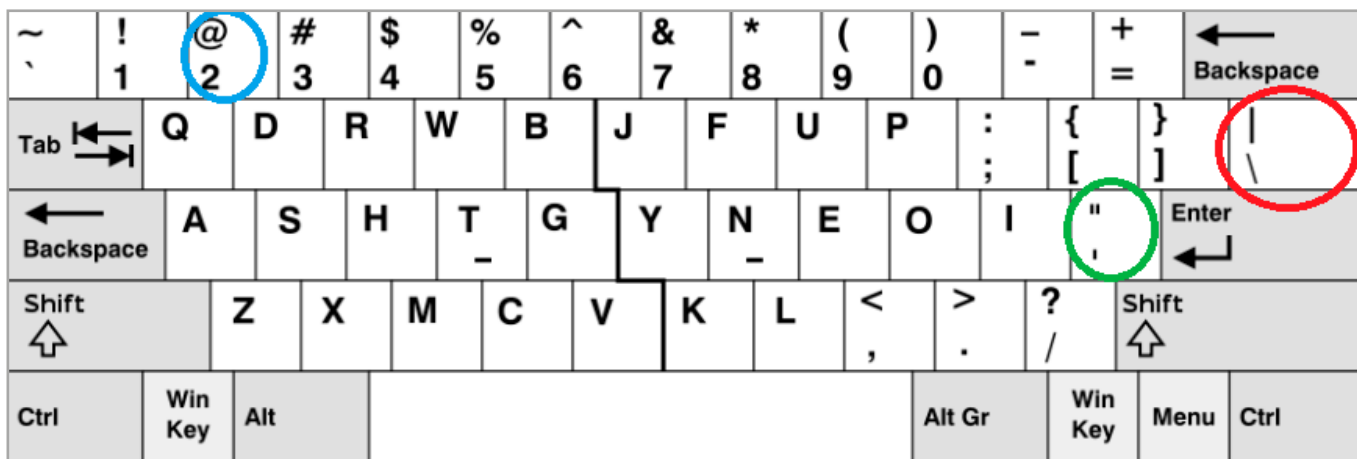 ~ ! @ # $ % ^ & * ( ) _ +
` 1 2 3 4 5 6 7 8 9 0 - = Backspace
Tab Q D R W B J F U P : { } |
; [ ] \
Backspace A S H T G Y N E O I " Enter
'
Shift Z X M C V K L < > ? Shift
, . /
Ctrl Win Key Alt Alt Gr Win Key Menu Ctrl